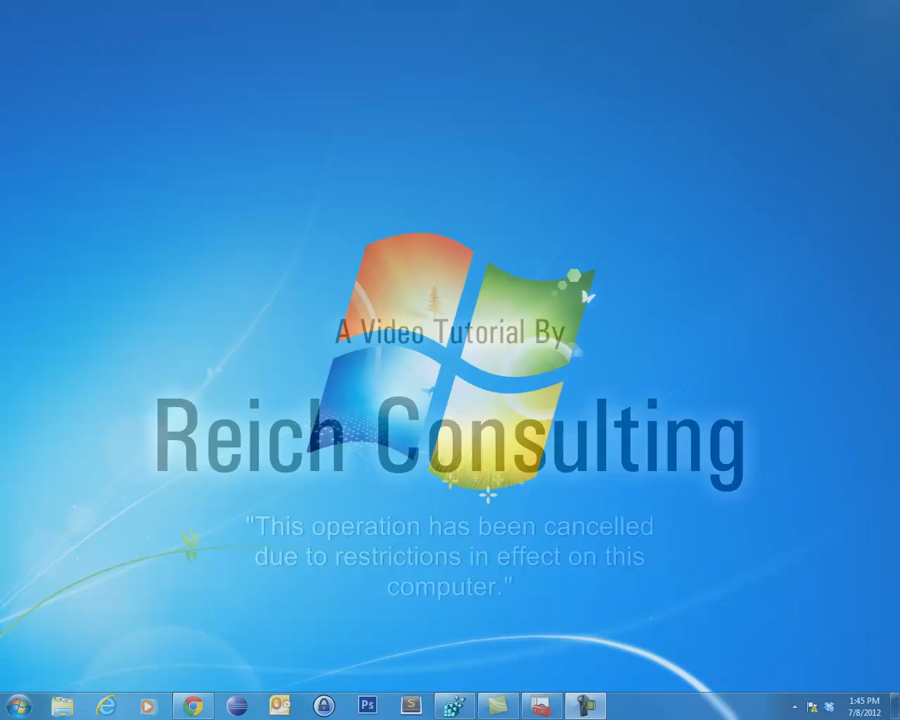 A Video Tutorial By
Reich Consulting
"This operation has been cancelled
due to restrictions in effect on this
computer."
Ps
S
1:45 PM
7/8/2012